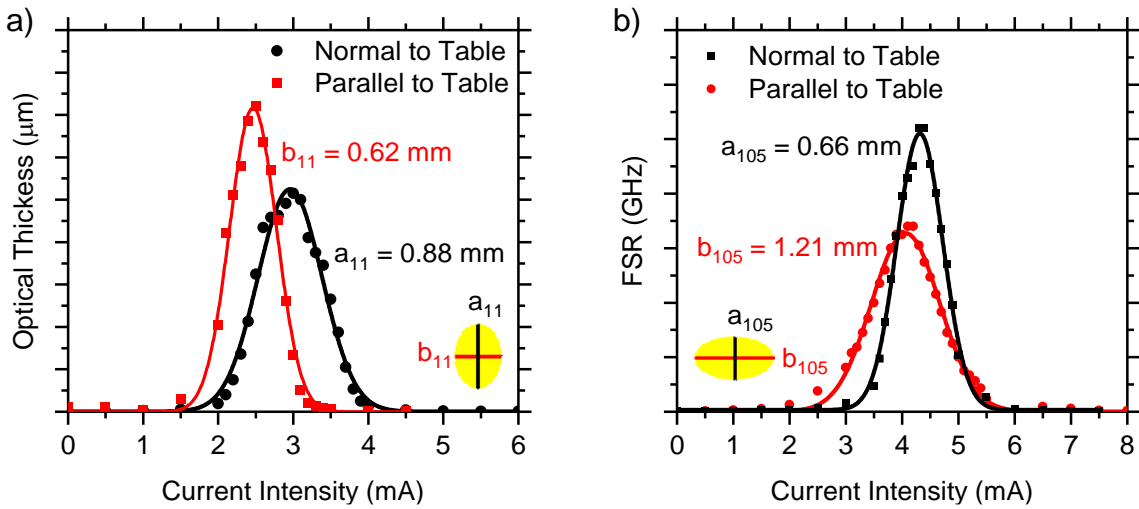 a)
Normal to Table
Parallel to Table
b₁₁ = 0.62 mm
a₁₁ = 0.88 mm
a₁₁
b₁₁
Optical Thickess (μm)
0 1 2 3 4 5 6
Current Intensity (mA)
b)
Normal to Table
Parallel to Table
a₁₀₅ = 0.66 mm
b₁₀₅ = 1.21 mm
a₁₀₅
b₁₀₅
FSR (GHz)
0 1 2 3 4 5 6 7 8
Current Intensity (mA)